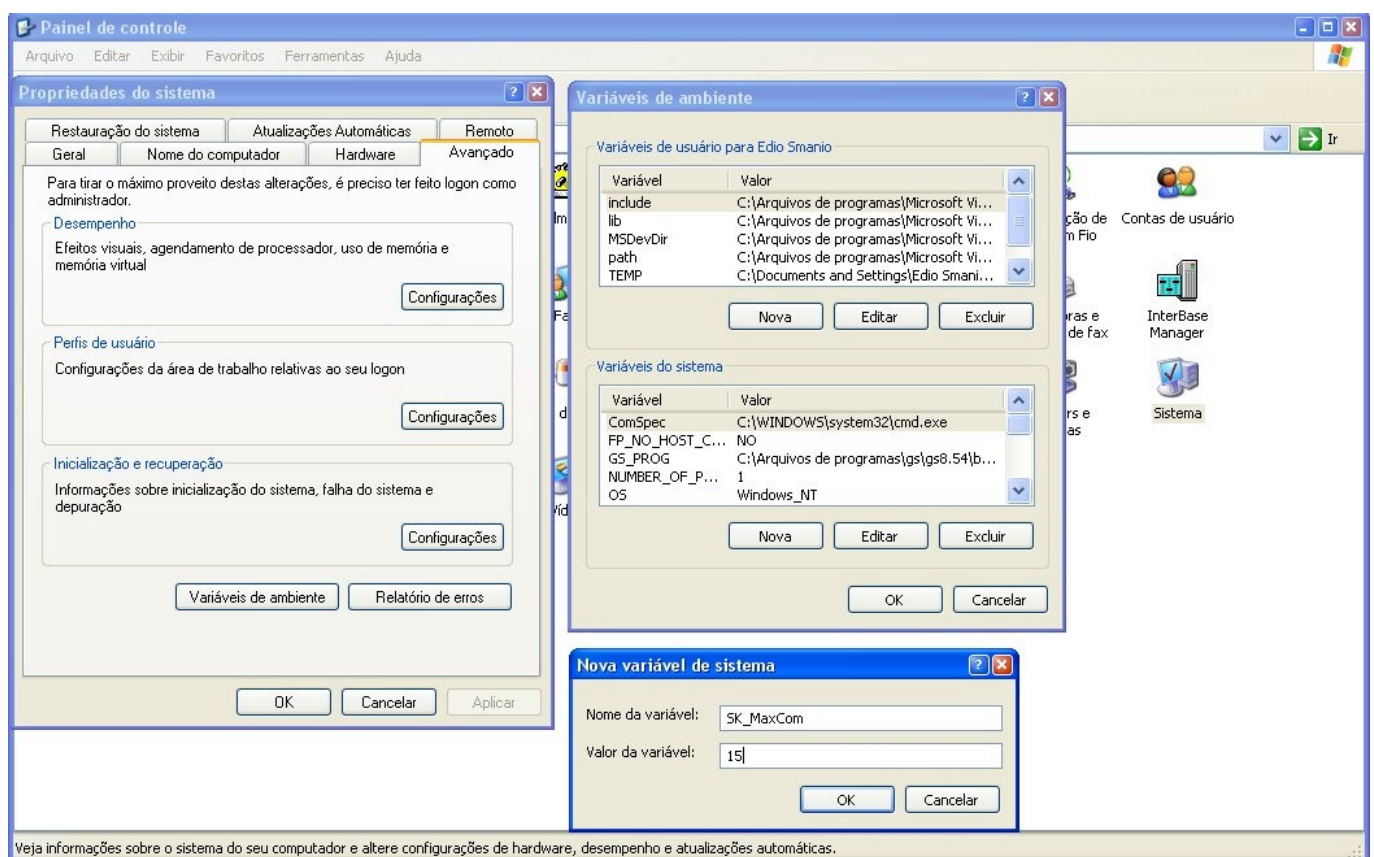 Painel de controle
Arquivo Editar Exibir Favoritos Ferramentas Ajuda
Ir
Propriedades do sistema
Restauração do sistema Atualizações Automáticas Remoto
Geral Nome do computador Hardware Avançado
Para tirar o máximo proveito destas alterações, é preciso ter feito logon como
administrador.
Desempenho
Efeitos visuais, agendamento de processador, uso de memória e
memória virtual
Configurações
Perfis de usuário
Configurações da área de trabalho relativas ao seu logon
Configurações
Inicialização e recuperação
Informações sobre inicialização do sistema, falha do sistema e
depuração
Configurações
Variáveis de ambiente Relatório de erros
OK Cancelar Aplicar
Variáveis de ambiente
Variáveis de usuário para Edio Smanio
Variável Valor
include C:\Arquivos de programas\Microsoft Vi...
lib C:\Arquivos de programas\Microsoft Vi...
MSDevDir C:\Arquivos de programas\Microsoft Vi...
path C:\Arquivos de programas\Microsoft Vi...
TEMP C:\Documents and Settings\Edio Smani...
Nova Editar Excluir
Variáveis do sistema
Variável Valor
ComSpec C:\WINDOWS\system32\cmd.exe
FP_NO_HOST_C... NO
GS_PROG C:\Arquivos de programas\gs\gs8.54\b...
NUMBER_OF_P... 1
OS Windows_NT
Nova Editar Excluir
OK Cancelar
Nova variável de sistema
Nome da variável: SK_MaxCom
Valor da variável: 15
OK Cancelar
Contas de usuário
InterBase
Manager
de fax
Sistema
Veja informações sobre o sistema do seu computador e altere configurações de hardware, desempenho e atualizações automáticas.